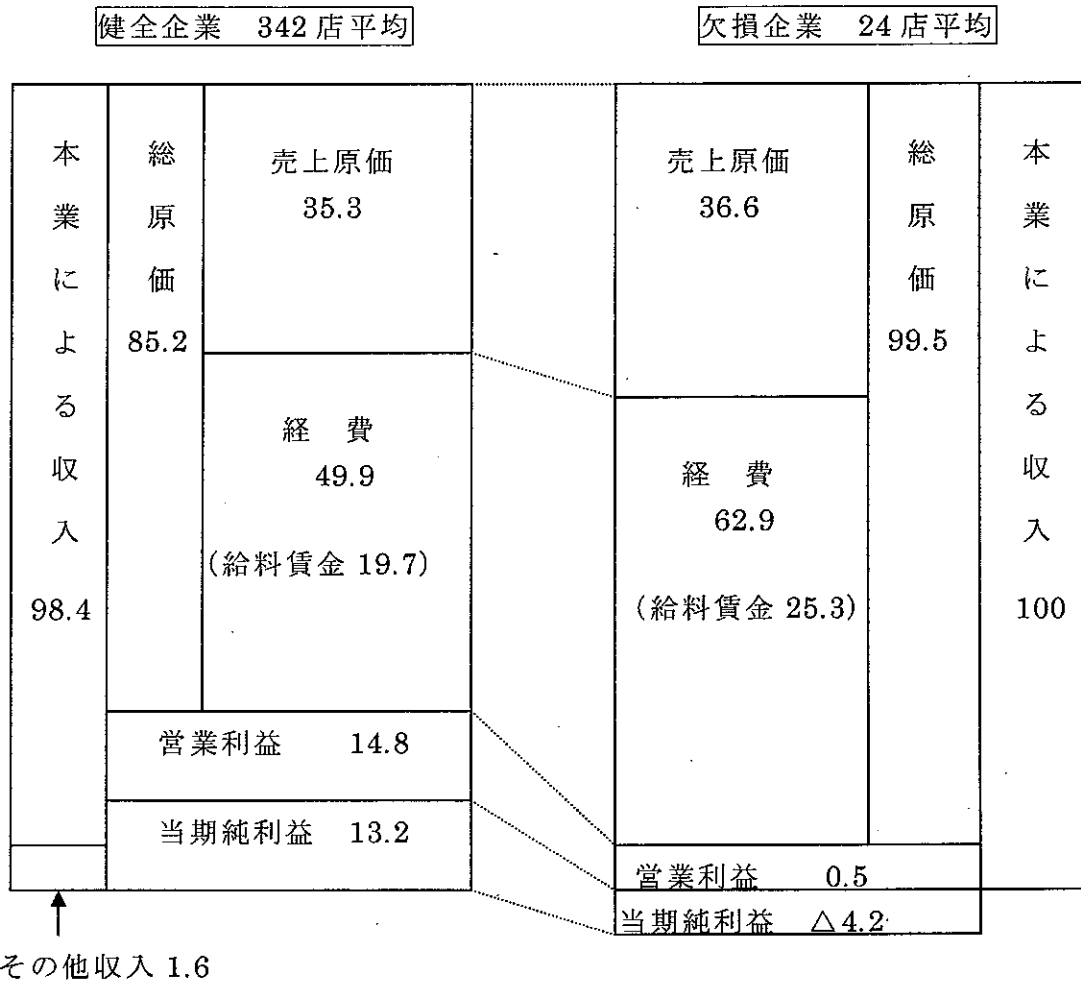 健全企業 342店平均
欠損企業 24店平均
本業による収入
98.4
総原価
85.2
売上原価
35.3
経 費
49.9
(給料賃金 19.7)
営業利益 14.8
当期純利益 13.2
その他収入 1.6
売上原価
36.6
経 費
62.9
(給料賃金 25.3)
総原価
99.5
本業による収入
100
営業利益 0.5
当期純利益 △4.2